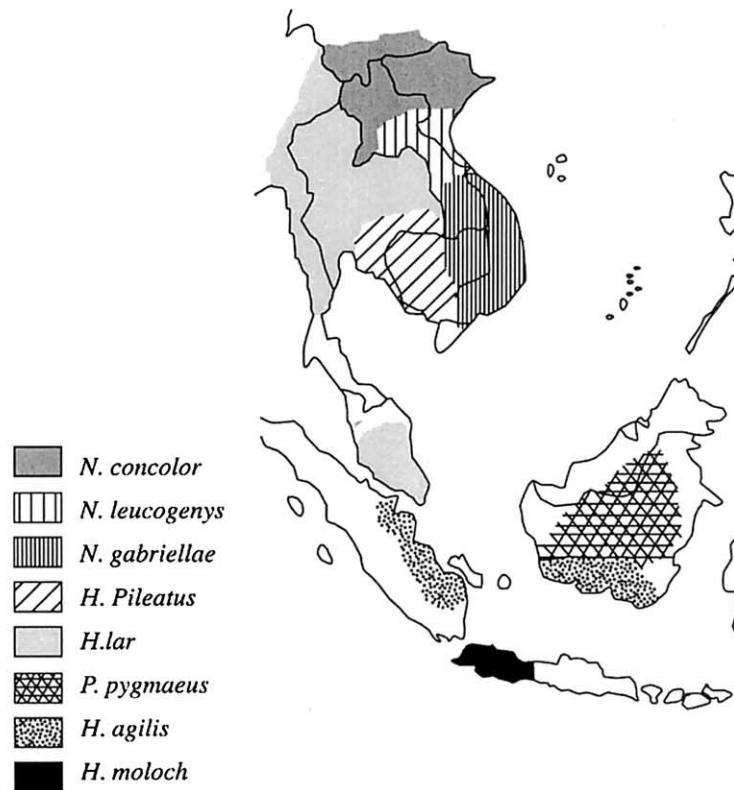 N. concolor
N. leucogenys
N. gabriellae
H. Pileatus
H.lar
P. pygmaeus
H. agilis
H. moloch